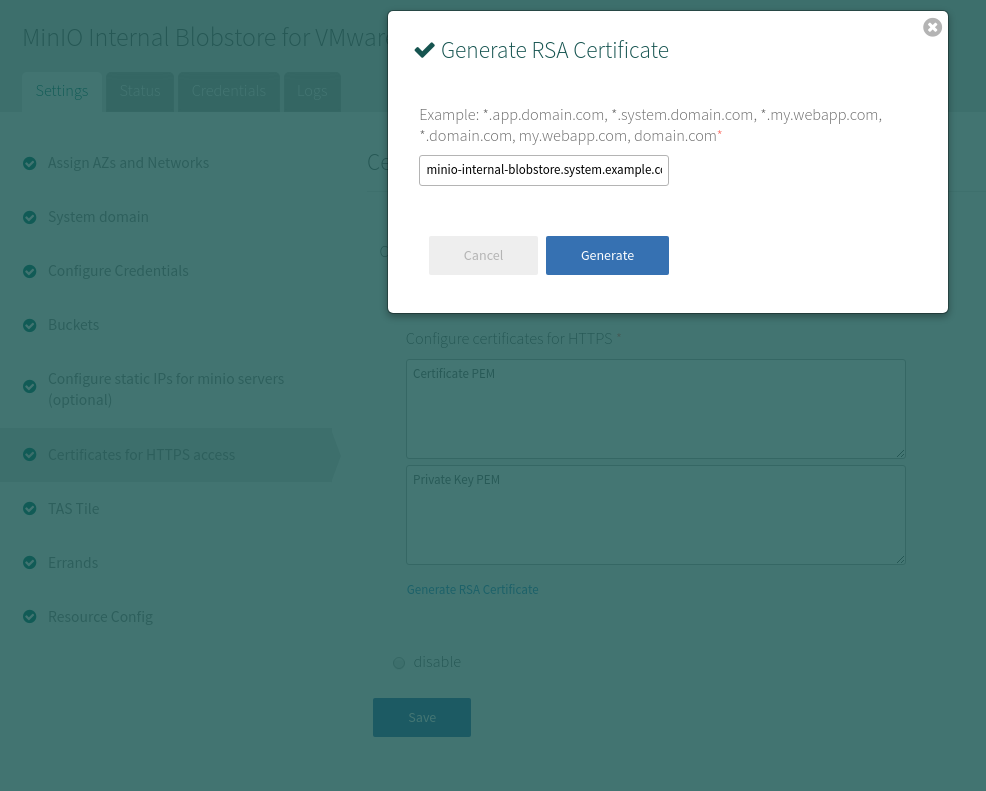 MinIO Internal Blobstore for VMware
Settings
Status
Credentials
Logs
Assign AZs and Networks
System domain
Configure Credentials
Buckets
Configure static IPs for minio servers
(optional)
Certificates for HTTPS access
TAS Tile
Errands
Resource Config
Generate RSA Certificate
Example: *.app.domain.com, *.system.domain.com, *.my.webapp.com,
*.domain.com, my.webapp.com, domain.com*
minio-internal-blobstore.system.example.co
Cancel
Generate
Configure certificates for HTTPS *
Certificate PEM
Private Key PEM
Generate RSA Certificate
disable
Save